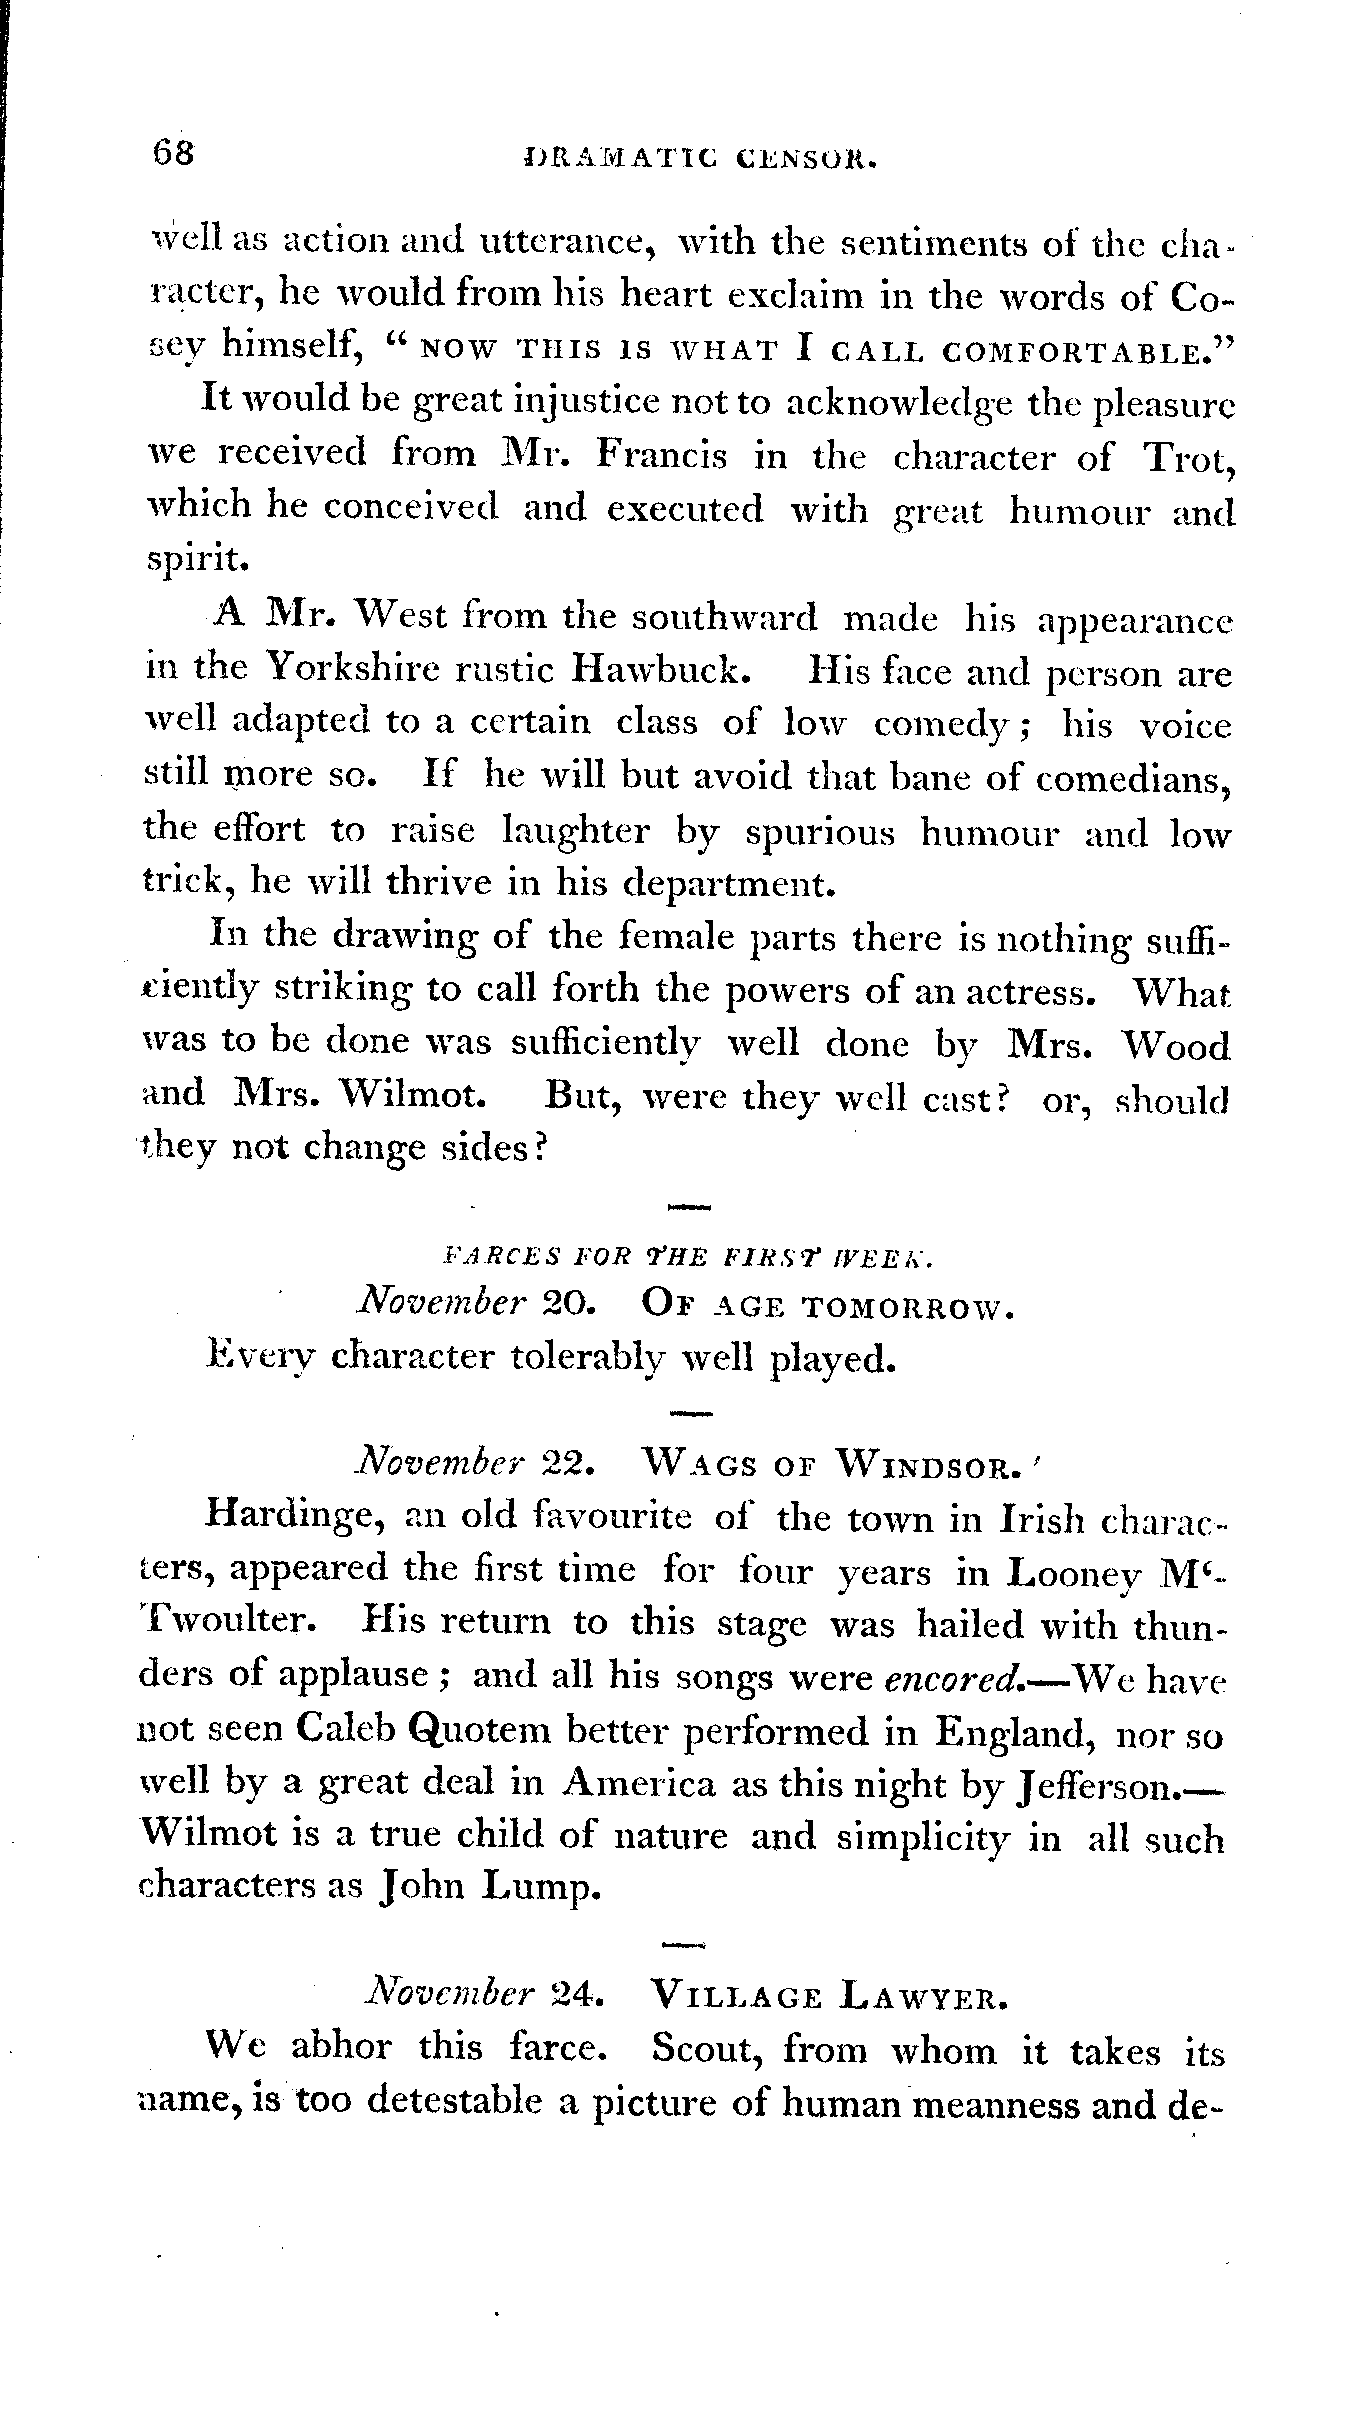 68 DRAMATIC CENSOR.
well as action and utterance, with the sentiments of the cha-
racter, he would from his heart exclaim in the words of Co-
sey himself, “ NOW THIS IS WHAT I CALL COMFORTABLE.”
It would be great injustice not to acknowledge the pleasure
we received from Mr. Francis in the character of Trot,
which he conceived and executed with great humour and
spirit.
A Mr. West from the southward made his appearance
in the Yorkshire rustic Hawbuck. His face and person are
well adapted to a certain class of low comedy; his voice
still more so. If he will but avoid that bane of comedians,
the effort to raise laughter by spurious humour and low
trick, he will thrive in his department.
In the drawing of the female parts there is nothing suffi-
ciently striking to call forth the powers of an actress. What
was to be done was sufficiently well done by Mrs. Wood
and Mrs. Wilmot. But, were they well cast? or, should
they not change sides?
FARCES FOR THE FIRST WEEK.
November 20. OF AGE TOMORROW.
Every character tolerably well played.
November 22. WAGS OF WINDSOR.
Hardinge, an old favourite of the town in Irish charac-
ters, appeared the first time for four years in Looney M‘-
Twoulter. His return to this stage was hailed with thun-
ders of applause; and all his songs were encored.—We have
not seen Caleb Quotem better performed in England, nor so
well by a great deal in America as this night by Jefferson.—
Wilmot is a true child of nature and simplicity in all such
characters as John Lump.
November 24. VILLAGE LAWYER.
We abhor this farce. Scout, from whom it takes its
name, is too detestable a picture of human meanness and de-